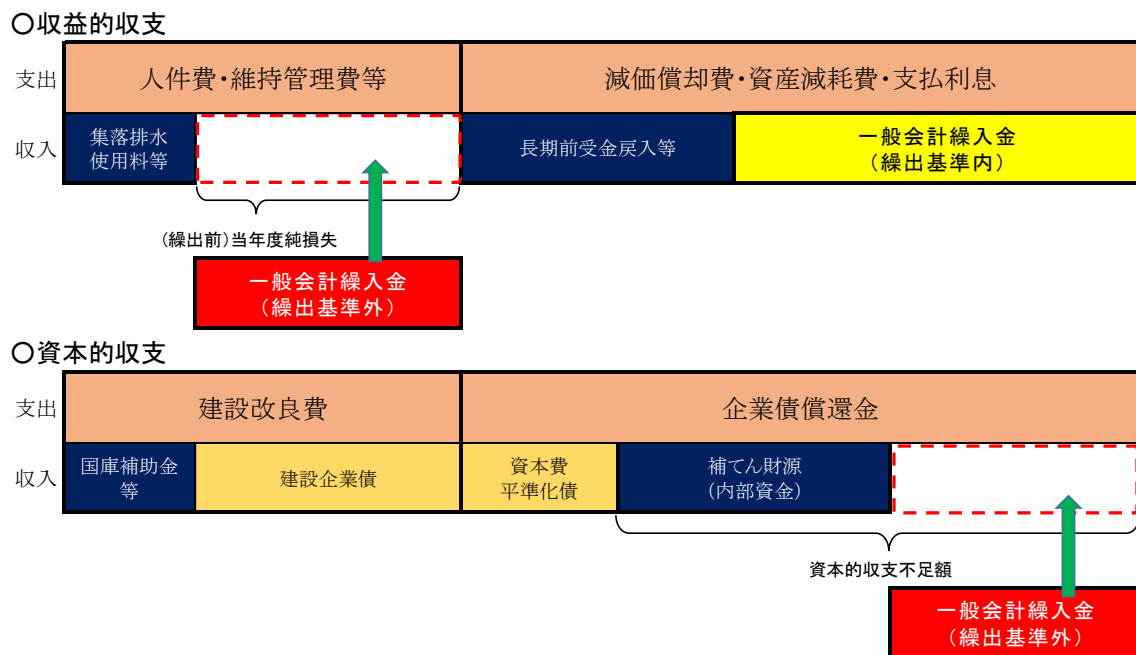 〇収益的収支
支出
人件費・維持管理費等
減価償却費・資産減耗費・支払利息
収入
集落排水
使用料等
長期前受金戻入等
一般会計繰入金
(繰出基準内)
(繰出前)当年度純損失
一般会計繰入金
(繰出基準外)
〇資本的収支
支出
建設改良費
企業債償還金
収入
国庫補助金
等
建設企業債
資本費
平準化債
補てん財源
(内部資金)
資本的収支不足額
一般会計繰入金
(繰出基準外)